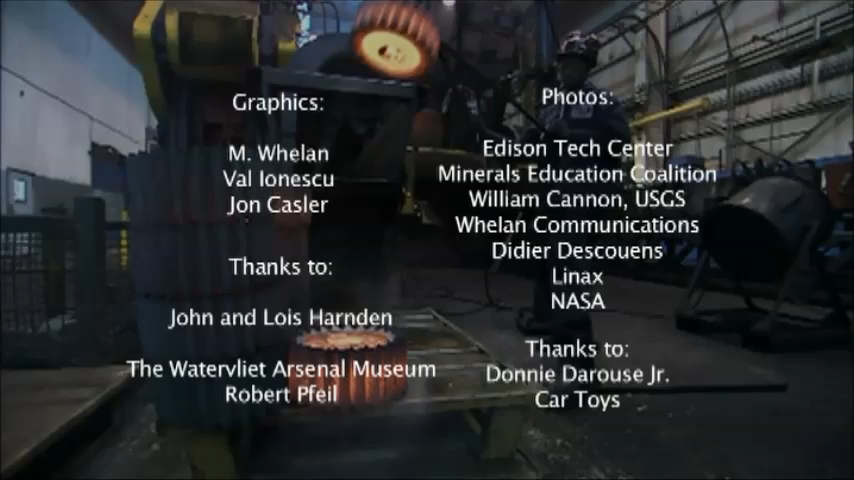 Graphics:
M. Whelan
Val Ionescu
Jon Casler
Thanks to:
John and Lois Harnden
The Watervliet Arsenal Museum
Robert Pfeil
Photos:
Edison Tech Center
Minerals Education Coalition
William Cannon, USGS
Whelan Communications
Didier Descouens
Linax
NASA
Thanks to:
Donnie Darouse Jr.
Car Toys